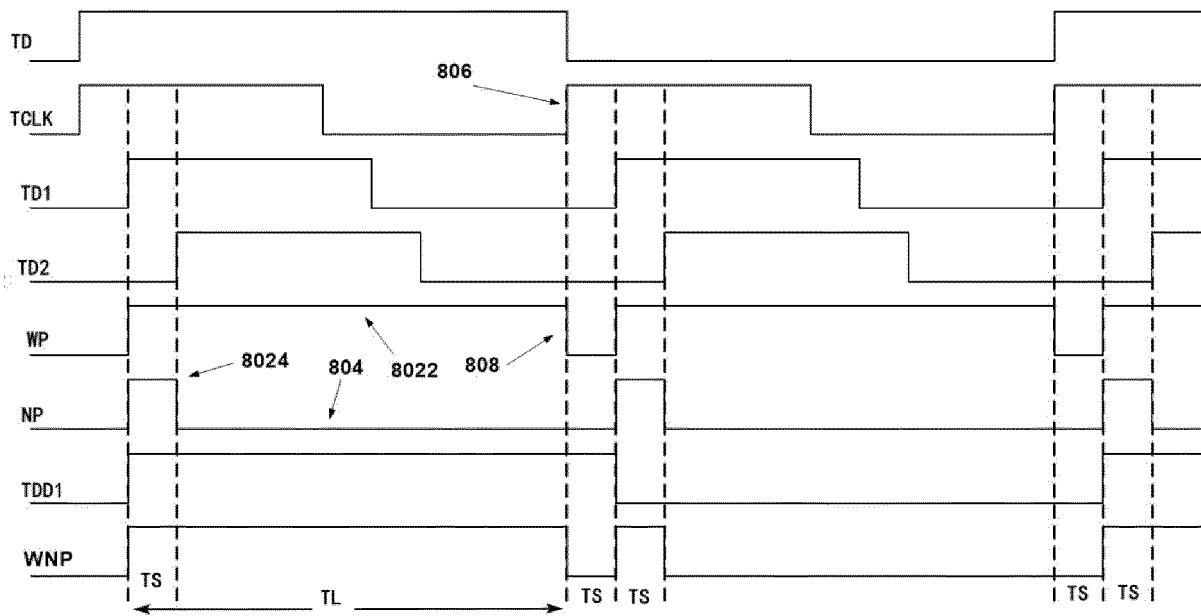 TD
806
TCLK
TD1
TD2
WP
8024
804
8022
808
NP
TDD1
WNP
TS
TL
TS
TS
TS
TS